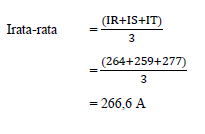 Irata-rata = (IR+IS+IT)/3
= (264+259+277)/3
= 266,6 A